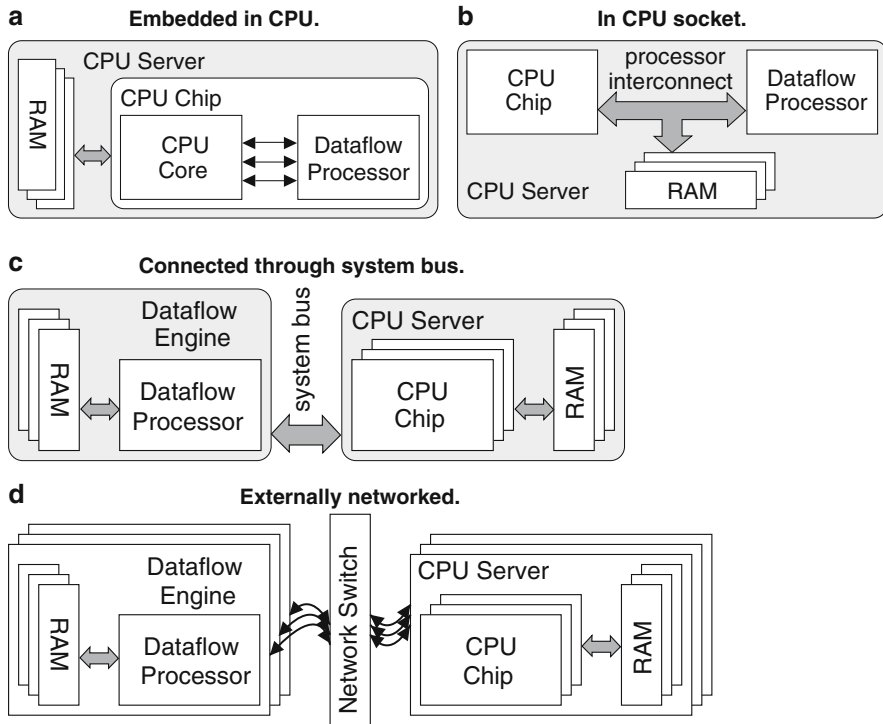 a
Embedded in CPU.
CPU Server
RAM
CPU Chip
CPU
Core
Dataflow
Processor
b
In CPU socket.
CPU
Chip
processor
interconnect
Dataflow
Processor
CPU Server
RAM
c
Connected through system bus.
Dataflow
Engine
RAM
Dataflow
Processor
system bus
CPU Server
CPU
Chip
RAM
d
Externally networked.
Dataflow
Engine
RAM
Dataflow
Processor
Network Switch
CPU Server
CPU
Chip
RAM